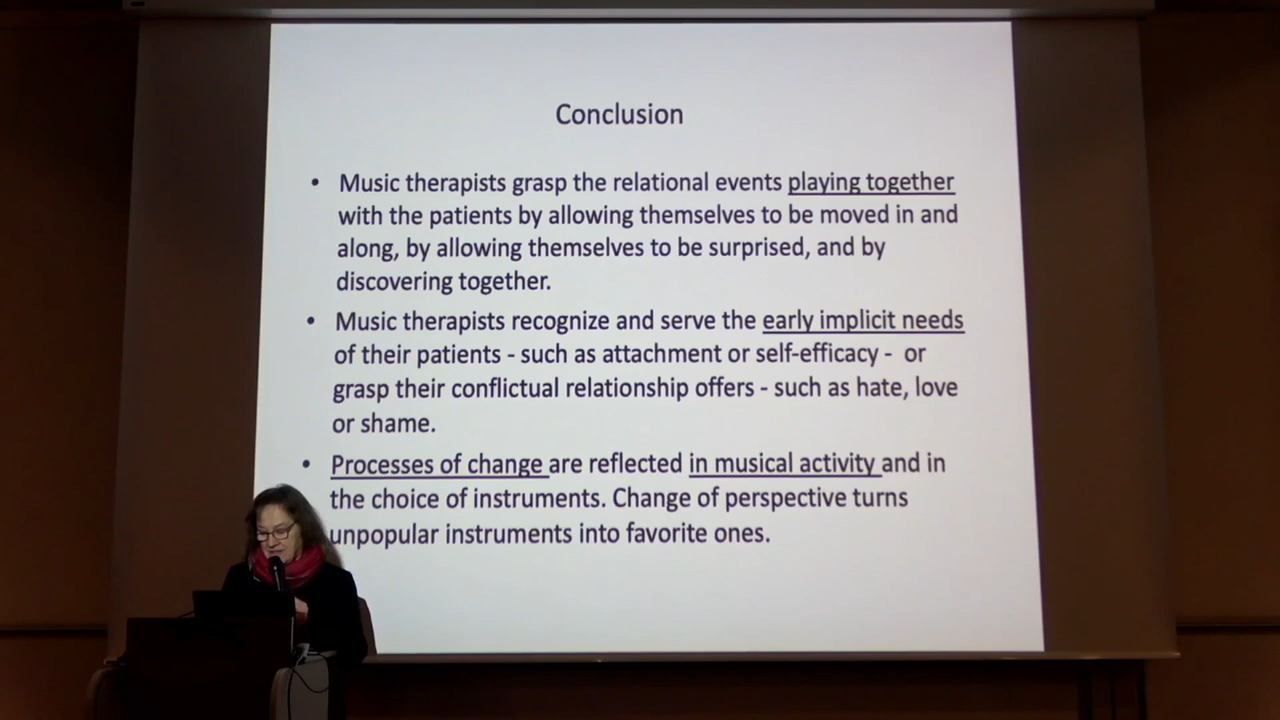 Conclusion
• Music therapists grasp the relational events playing together
with the patients by allowing themselves to be moved in and
along, by allowing themselves to be surprised, and by
discovering together.
• Music therapists recognize and serve the early implicit needs
of their patients - such as attachment or self-efficacy - or
grasp their conflictual relationship offers - such as hate, love
or shame.
• Processes of change are reflected in musical activity and in
the choice of instruments. Change of perspective turns
unpopular instruments into favorite ones.